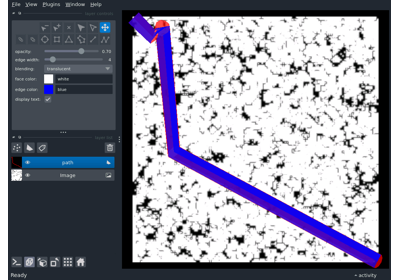 File View Plugins Window Help
opacity: 0.70
edge width: 4
blending: translucent
face color: white
edge color: blue
display text:
path
Image
Ready
activity